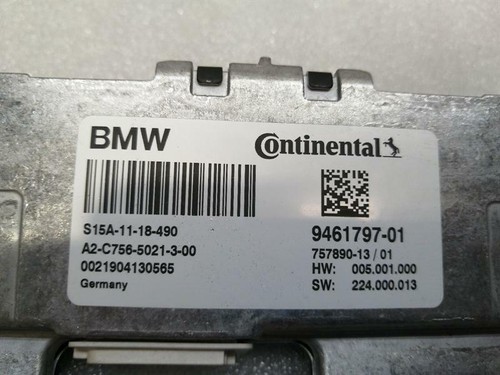 BMW
Continental
S15A-11-18-490
A2-C756-5021-3-00
0021904130565
Germany
9461797-01
757890-13 / 01
HW: 005.001.000
SW: 224.000.013